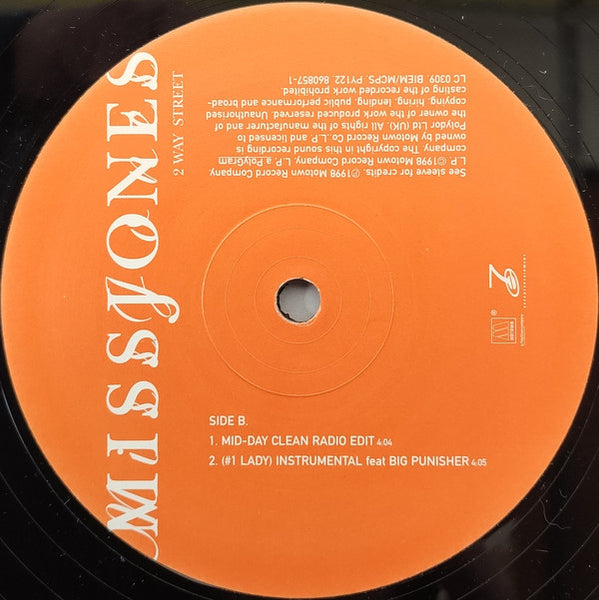 MISSJONES
2 WAY STREET
See sleeve for credits. ℗1998 Motown Record Company,
L.P. ©1998 Motown Record Company, L.P. a PolyGram
company. The copyright in this sound recording is
owned by Motown Record Co., L.P. and licensed to
Polydor Ltd (UK). All rights of the manufacturer and of
the owner of the work produced reserved. Unauthorised
copying, hiring, lending, public performance and broad-
casting of the recorded work prohibited.
LC 0309. BIEM/MCPS. PY122. 860857-1
MOTOWN
®
SIDE B.
1. MID-DAY CLEAN RADIO EDIT 4:04
2. (#1 LADY) INSTRUMENTAL feat BIG PUNISHER 4:05